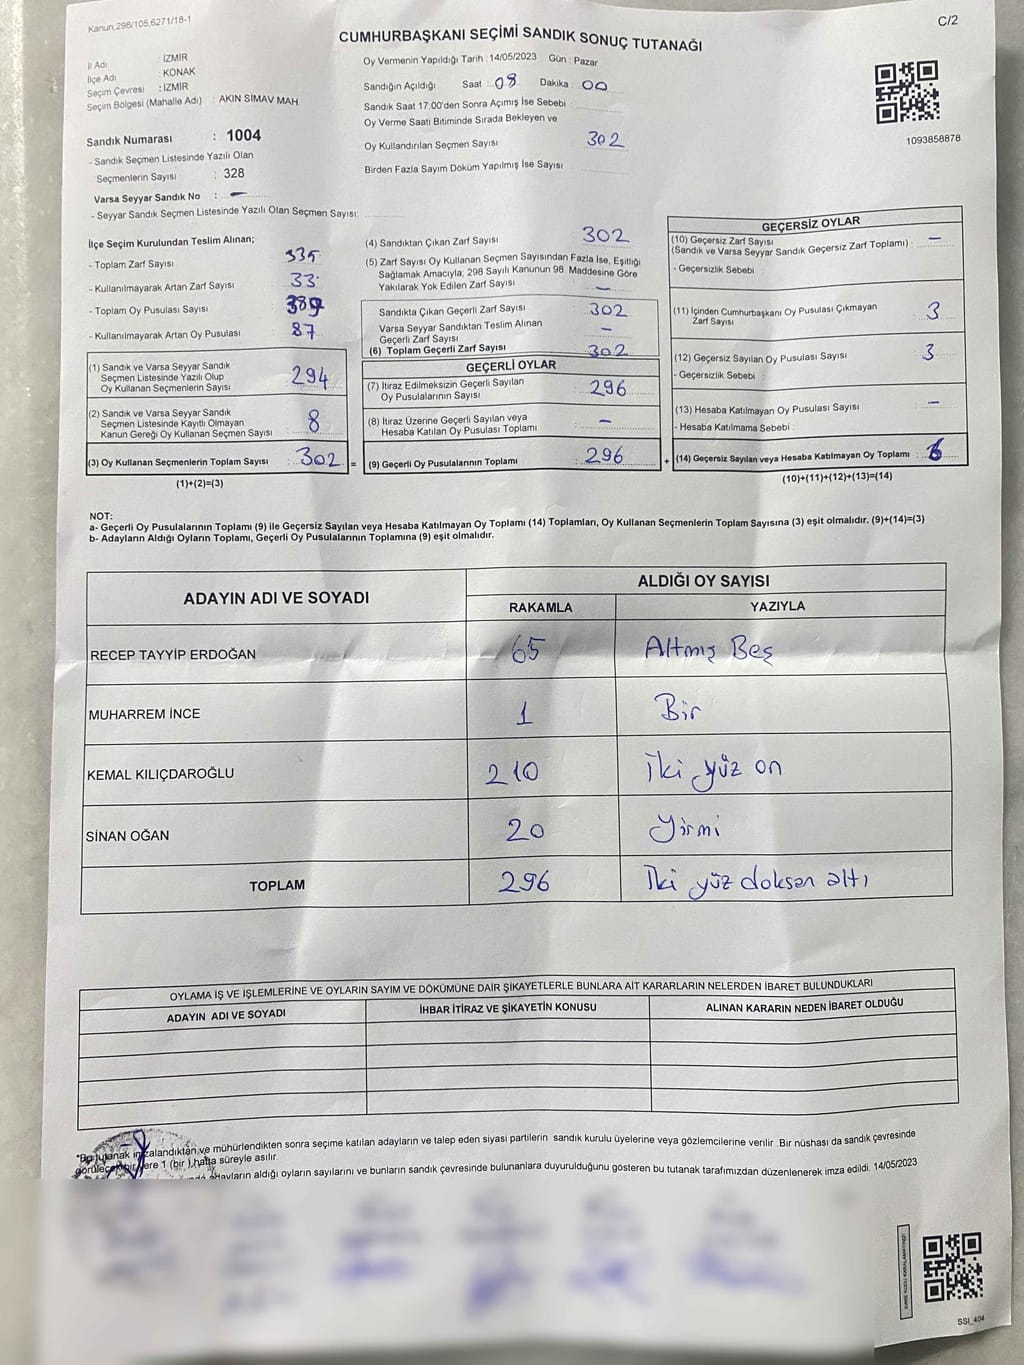 Kanun:298/105;6271/18-1
C/2
CUMHURBAŞKANI SEÇİMİ SANDIK SONUÇ TUTANAĞI
İl Adı : İZMİR
İlçe Adı : KONAK
Seçim Çevresi : İZMİR
Seçim Bölgesi (Mahalle Adı) : AKIN SİMAV MAH
Sandık Numarası : 1004
- Sandık Seçmen Listesinde Yazılı Olan
Seçmenlerin Sayısı : 328
Varsa Seyyar Sandık No : —
- Seyyar Sandık Seçmen Listesinde Yazılı Olan Seçmen Sayısı:
Oy Vermenin Yapıldığı Tarih : 14/05/2023 Gün : Pazar
Sandığın Açıldığı Saat : 08 Dakika : 00
Sandık Saat 17:00'den Sonra Açımış İse Sebebi :
Oy Verme Saati Bitiminde Sırada Bekleyen ve
Oy Kullandırılan Seçmen Sayısı : 302
Birden Fazla Sayım Döküm Yapılmış İse Sayısı :
1093858878
İlçe Seçim Kurulundan Teslim Alınan;
- Toplam Zarf Sayısı : 335
- Kullanılmayarak Artan Zarf Sayısı : 33
- Toplam Oy Pusulası Sayısı : 389
- Kullanılmayarak Artan Oy Pusulası : 87
(1) Sandık ve Varsa Seyyar Sandık
Seçmen Listesinde Yazılı Olup
Oy Kullanan Seçmenlerin Sayısı : 294
(2) Sandık ve Varsa Seyyar Sandık
Seçmen Listesinde Kayıtlı Olmayan
Kanun Gereği Oy Kullanan Seçmen Sayısı : 8
(3) Oy Kullanan Seçmenlerin Toplam Sayısı : 302 =
(1)+(2)=(3)
(4) Sandıktan Çıkan Zarf Sayısı : 302
(5) Zarf Sayısı Oy Kullanan Seçmen Sayısından Fazla İse, Eşitliği
Sağlamak Amacıyla; 298 Sayılı Kanunun 98. Maddesine Göre
Yakılarak Yok Edilen Zarf Sayısı : —
Sandıkta Çıkan Geçerli Zarf Sayısı : 302
Varsa Seyyar Sandıktan Teslim Alınan
Geçerli Zarf Sayısı : —
(6) Toplam Geçerli Zarf Sayısı : 302
GEÇERLİ OYLAR
(7) İtiraz Edilmeksizin Geçerli Sayılan
Oy Pusulalarının Sayısı : 296
(8) İtiraz Üzerine Geçerli Sayılan veya
Hesaba Katılan Oy Pusulası Toplamı : —
(9) Geçerli Oy Pusulalarının Toplamı : 296 +
GEÇERSİZ OYLAR
(10) Geçersiz Zarf Sayısı
(Sandık ve Varsa Seyyar Sandık Geçersiz Zarf Toplamı) : —
- Geçersizlik Sebebi :
(11) İçinden Cumhurbaşkanı Oy Pusulası Çıkmayan
Zarf Sayısı : 3
(12) Geçersiz Sayılan Oy Pusulası Sayısı : 3
- Geçersizlik Sebebi :
(13) Hesaba Katılmayan Oy Pusulası Sayısı : —
- Hesaba Katılmama Sebebi :
(14) Geçersiz Sayılan veya Hesaba Katılmayan Oy Toplamı : 6
(10)+(11)+(12)+(13)=(14)
NOT:
a- Geçerli Oy Pusulalarının Toplamı (9) ile Geçersiz Sayılan veya Hesaba Katılmayan Oy Toplamı (14) Toplamları, Oy Kullanan Seçmenlerin Toplam Sayısına (3) eşit olmalıdır. (9)+(14)=(3)
b- Adayların Aldığı Oyların Toplamı, Geçerli Oy Pusulalarının Toplamına (9) eşit olmalıdır.
ADAYIN ADI VE SOYADI
ALDIĞI OY SAYISI
RAKAMLA YAZIYLA
RECEP TAYYİP ERDOĞAN 65 Altmış Beş
MUHARREM İNCE 1 Bir
KEMAL KILIÇDAROĞLU 210 İki yüz on
SİNAN OĞAN 20 Yirmi
TOPLAM 296 İki yüz doksan altı
OYLAMA İŞ VE İŞLEMLERİNE VE OYLARIN SAYIM VE DÖKÜMÜNE DAİR ŞİKAYETLERLE BUNLARA AİT KARARLARIN NELERDEN İBARET BULUNDUKLARI
ADAYIN ADI VE SOYADI İHBAR İTİRAZ VE ŞİKAYETİN KONUSU ALINAN KARARIN NEDEN İBARET OLDUĞU
*Bu tutanak imzalandıktan ve mühürlendikten sonra seçime katılan adayların ve talep eden siyasi partilerin sandık kurulu üyelerine veya gözlemcilerine verilir. Bir nüshası da sandık çevresinde
görülecek bir yere 1 (bir ) hafta süreyle asılır.
aldığı oyların sayılarını ve bunların sandık çevresinde bulunanlara duyurulduğunu gösteren bu tutanak tarafımızdan düzenlenerek imza edildi. 14/05/2023
KARE KODU KARALAMAYINIZ!
SSI_404